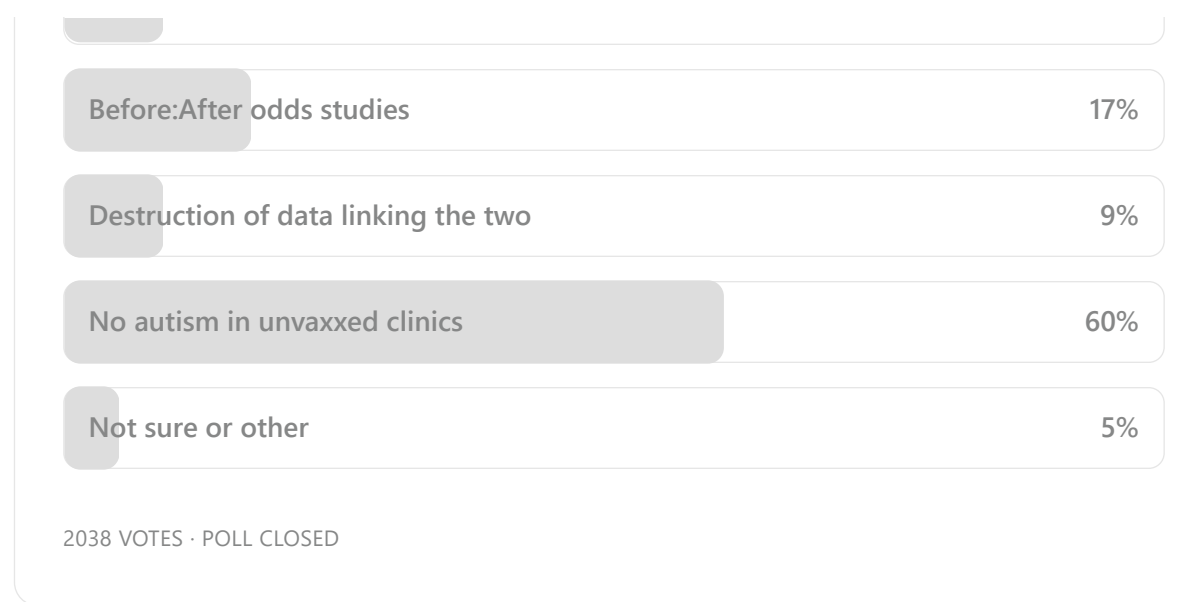 Before:After odds studies 17%
Destruction of data linking the two 9%
No autism in unvaxxed clinics 60%
Not sure or other 5%
2038 VOTES · POLL CLOSED